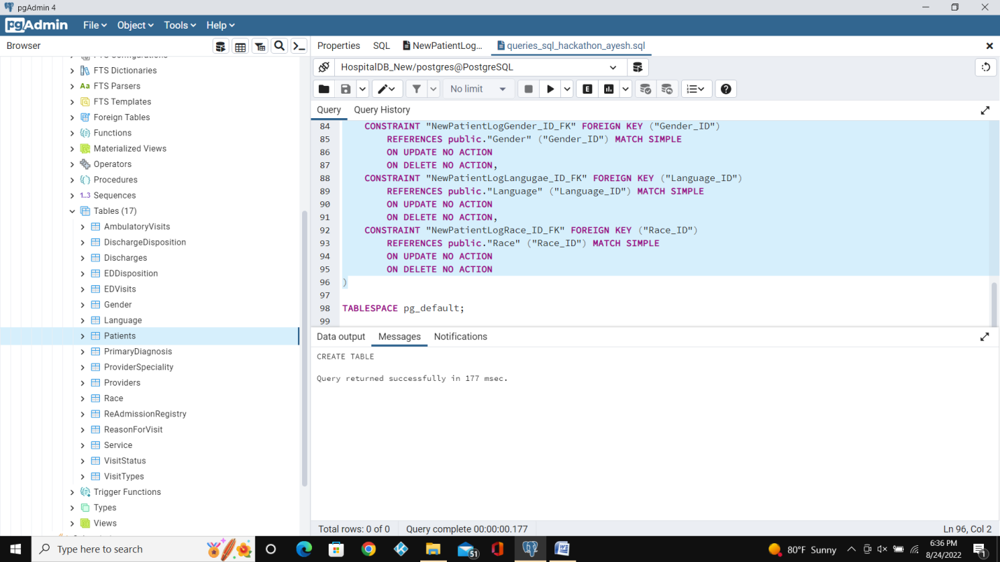 pgAdmin 4
pgAdmin
File
Object
Tools
Help
Browser
Properties
SQL
NewPatientLog...
queries_sql_hackathon_ayesh.sql
HospitalDB_New/postgres@PostgreSQL
No limit
E
Query
Query History
FTS Configurations
FTS Dictionaries
Aa FTS Parsers
FTS Templates
Foreign Tables
Functions
Materialized Views
Operators
Procedures
1..3 Sequences
Tables (17)
AmbulatoryVisits
DischargeDisposition
Discharges
EDDisposition
EDVisits
Gender
Language
Patients
PrimaryDiagnosis
ProviderSpeciality
Providers
Race
ReAdmissionRegistry
ReasonForVisit
Service
VisitStatus
VisitTypes
Trigger Functions
Types
Views
84 CONSTRAINT "NewPatientLogGender_ID_FK" FOREIGN KEY ("Gender_ID")
85 REFERENCES public."Gender" ("Gender_ID") MATCH SIMPLE
86 ON UPDATE NO ACTION
87 ON DELETE NO ACTION,
88 CONSTRAINT "NewPatientLogLangugae_ID_FK" FOREIGN KEY ("Language_ID")
89 REFERENCES public."Language" ("Language_ID") MATCH SIMPLE
90 ON UPDATE NO ACTION
91 ON DELETE NO ACTION,
92 CONSTRAINT "NewPatientLogRace_ID_FK" FOREIGN KEY ("Race_ID")
93 REFERENCES public."Race" ("Race_ID") MATCH SIMPLE
94 ON UPDATE NO ACTION
95 ON DELETE NO ACTION
96 )
97
98 TABLESPACE pg_default;
99
Data output
Messages
Notifications
CREATE TABLE
Query returned successfully in 177 msec.
Total rows: 0 of 0
Query complete 00:00:00.177
Ln 96, Col 2
Type here to search
51
80°F Sunny
6:36 PM
8/24/2022
1